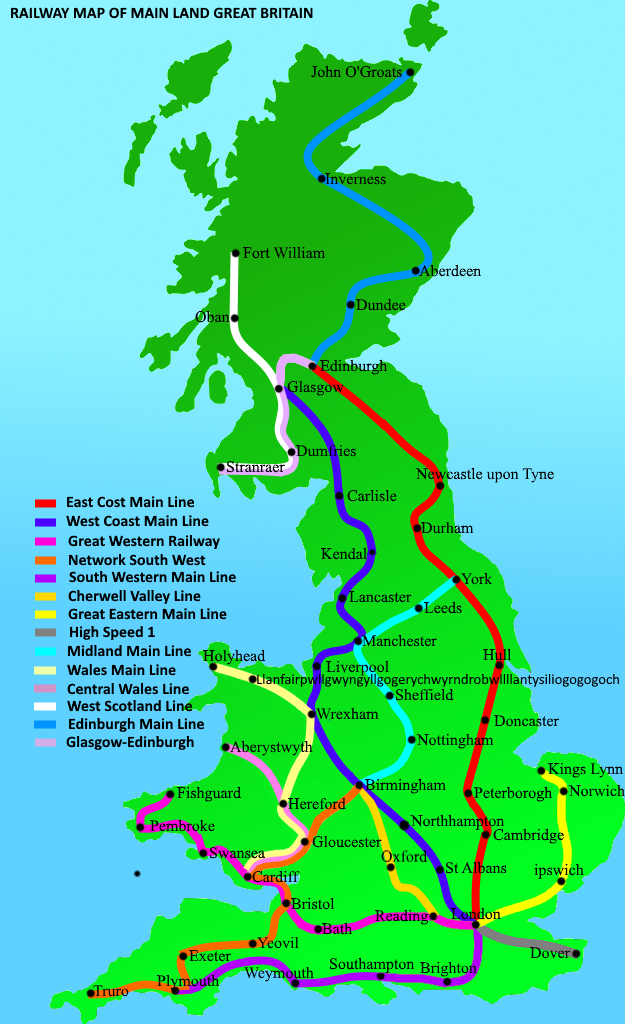 RAILWAY MAP OF MAIN LAND GREAT BRITAIN
John O'Groats
Inverness
Fort William
Aberdeen
Dundee
Oban
Edinburgh
Glasgow
Dumfries
Stranraer
Newcastle upon Tyne
Carlisle
Durham
Kendal
York
Lancaster
Leeds
Manchester
Hull
Holyhead
Liverpool
Llanfairpwllgwyngyllgogerychwyrndrobwllllantysiliogogogoch
Sheffield
Wrexham
Doncaster
Nottingham
Aberystwyth
Kings Lynn
Birmingham
Norwich
Fishguard
Peterborogh
Hereford
Pembroke
Northhampton
Cambridge
Gloucester
Swansea
Oxford
St Albans
ipswich
Cardiff
Bristol
Reading
London
Bath
Yeovil
Dover
Exeter
Southampton
Weymouth
Brighton
Plymouth
Truro
East Cost Main Line
West Coast Main Line
Great Western Railway
Network South West
South Western Main Line
Cherwell Valley Line
Great Eastern Main Line
High Speed 1
Midland Main Line
Wales Main Line
Central Wales Line
West Scotland Line
Edinburgh Main Line
Glasgow-Edinburgh